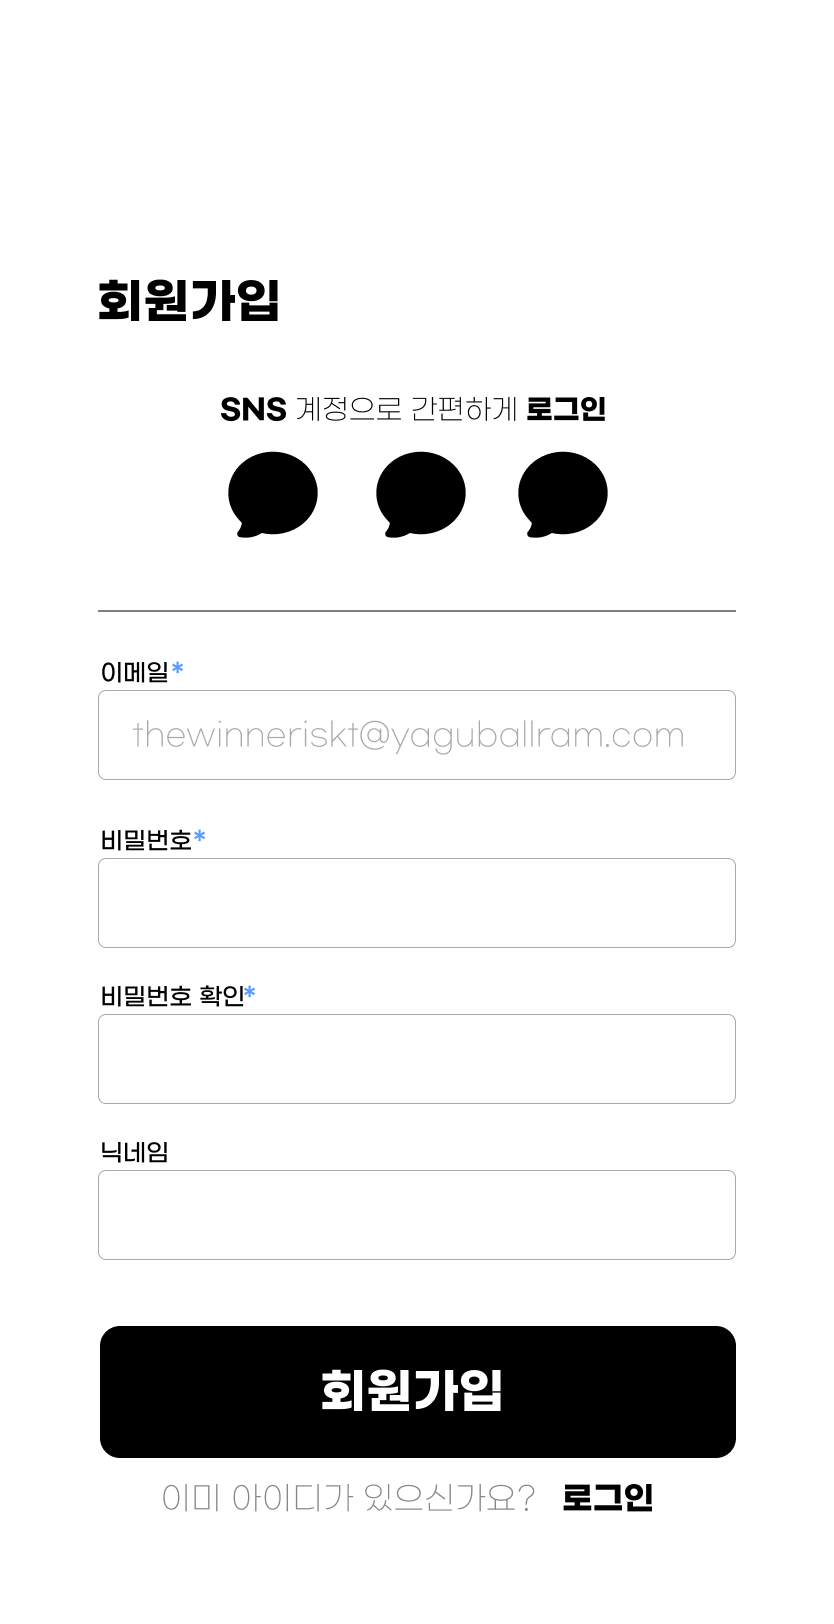 회원가입
SNS 계정으로 간편하게 로그인
이메일*
thewinneriskt@yaguballram.com
비밀번호*
비밀번호 확인*
닉네임
회원가입
이미 아이디가 있으신가요? 로그인